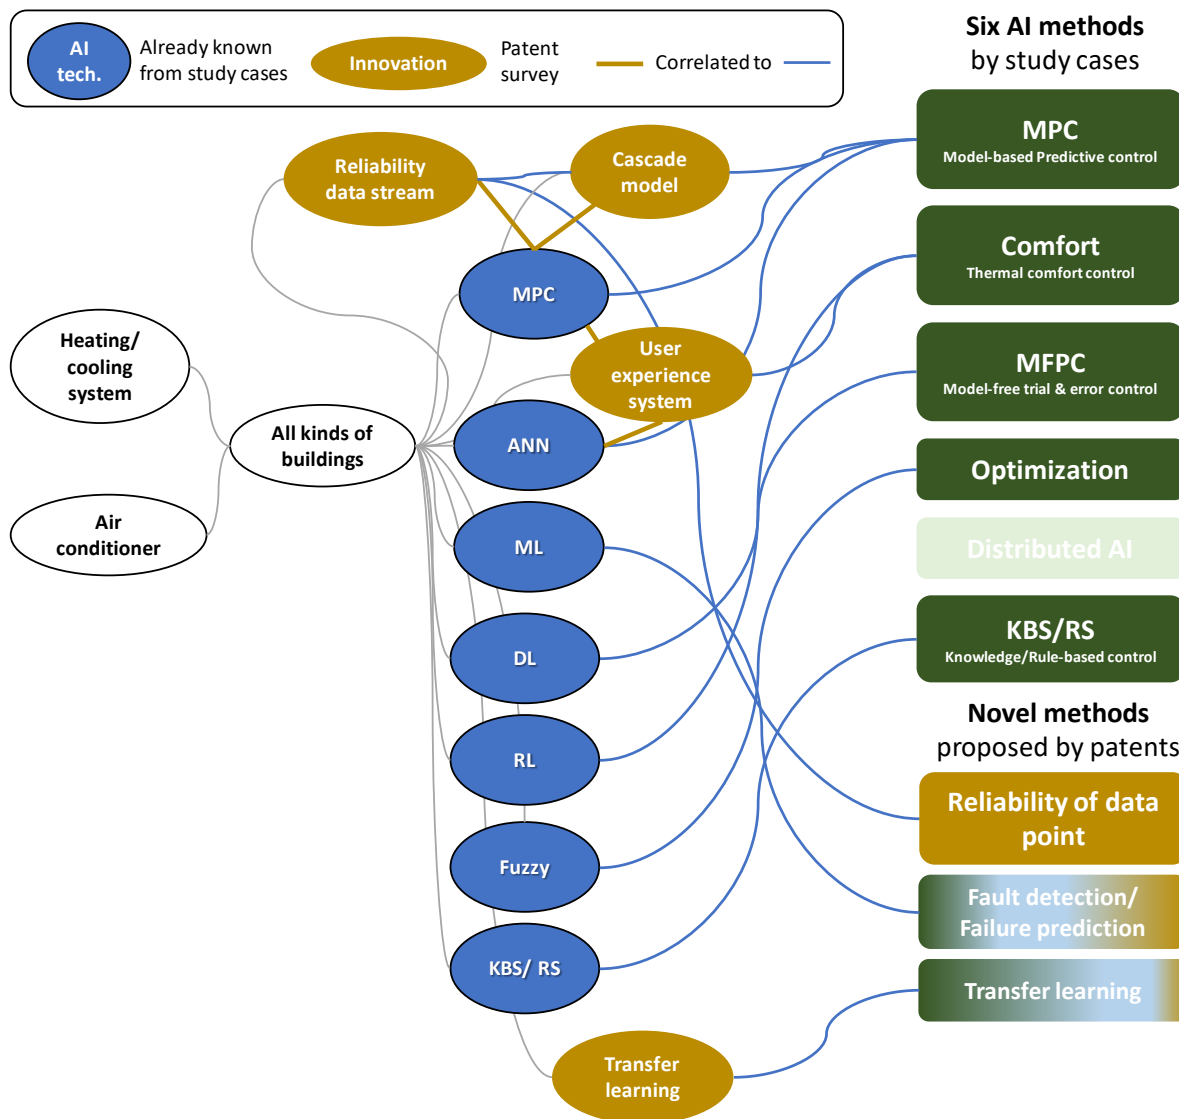 AI
tech.
Already known
from study cases
Innovation
Patent
survey
Correlated to
Six AI methods
by study cases
MPC
Model-based Predictive control
Comfort
Thermal comfort control
MFPC
Model-free trial & error control
Optimization
Distributed AI
KBS/RS
Knowledge/Rule-based control
Novel methods
proposed by patents
Reliability of data
point
Fault detection/
Failure prediction
Transfer learning
Reliability
data stream
Cascade
model
MPC
User
experience
system
Heating/
cooling
system
All kinds of
buildings
Air
conditioner
ANN
ML
DL
RL
Fuzzy
KBS/ RS
Transfer
learning